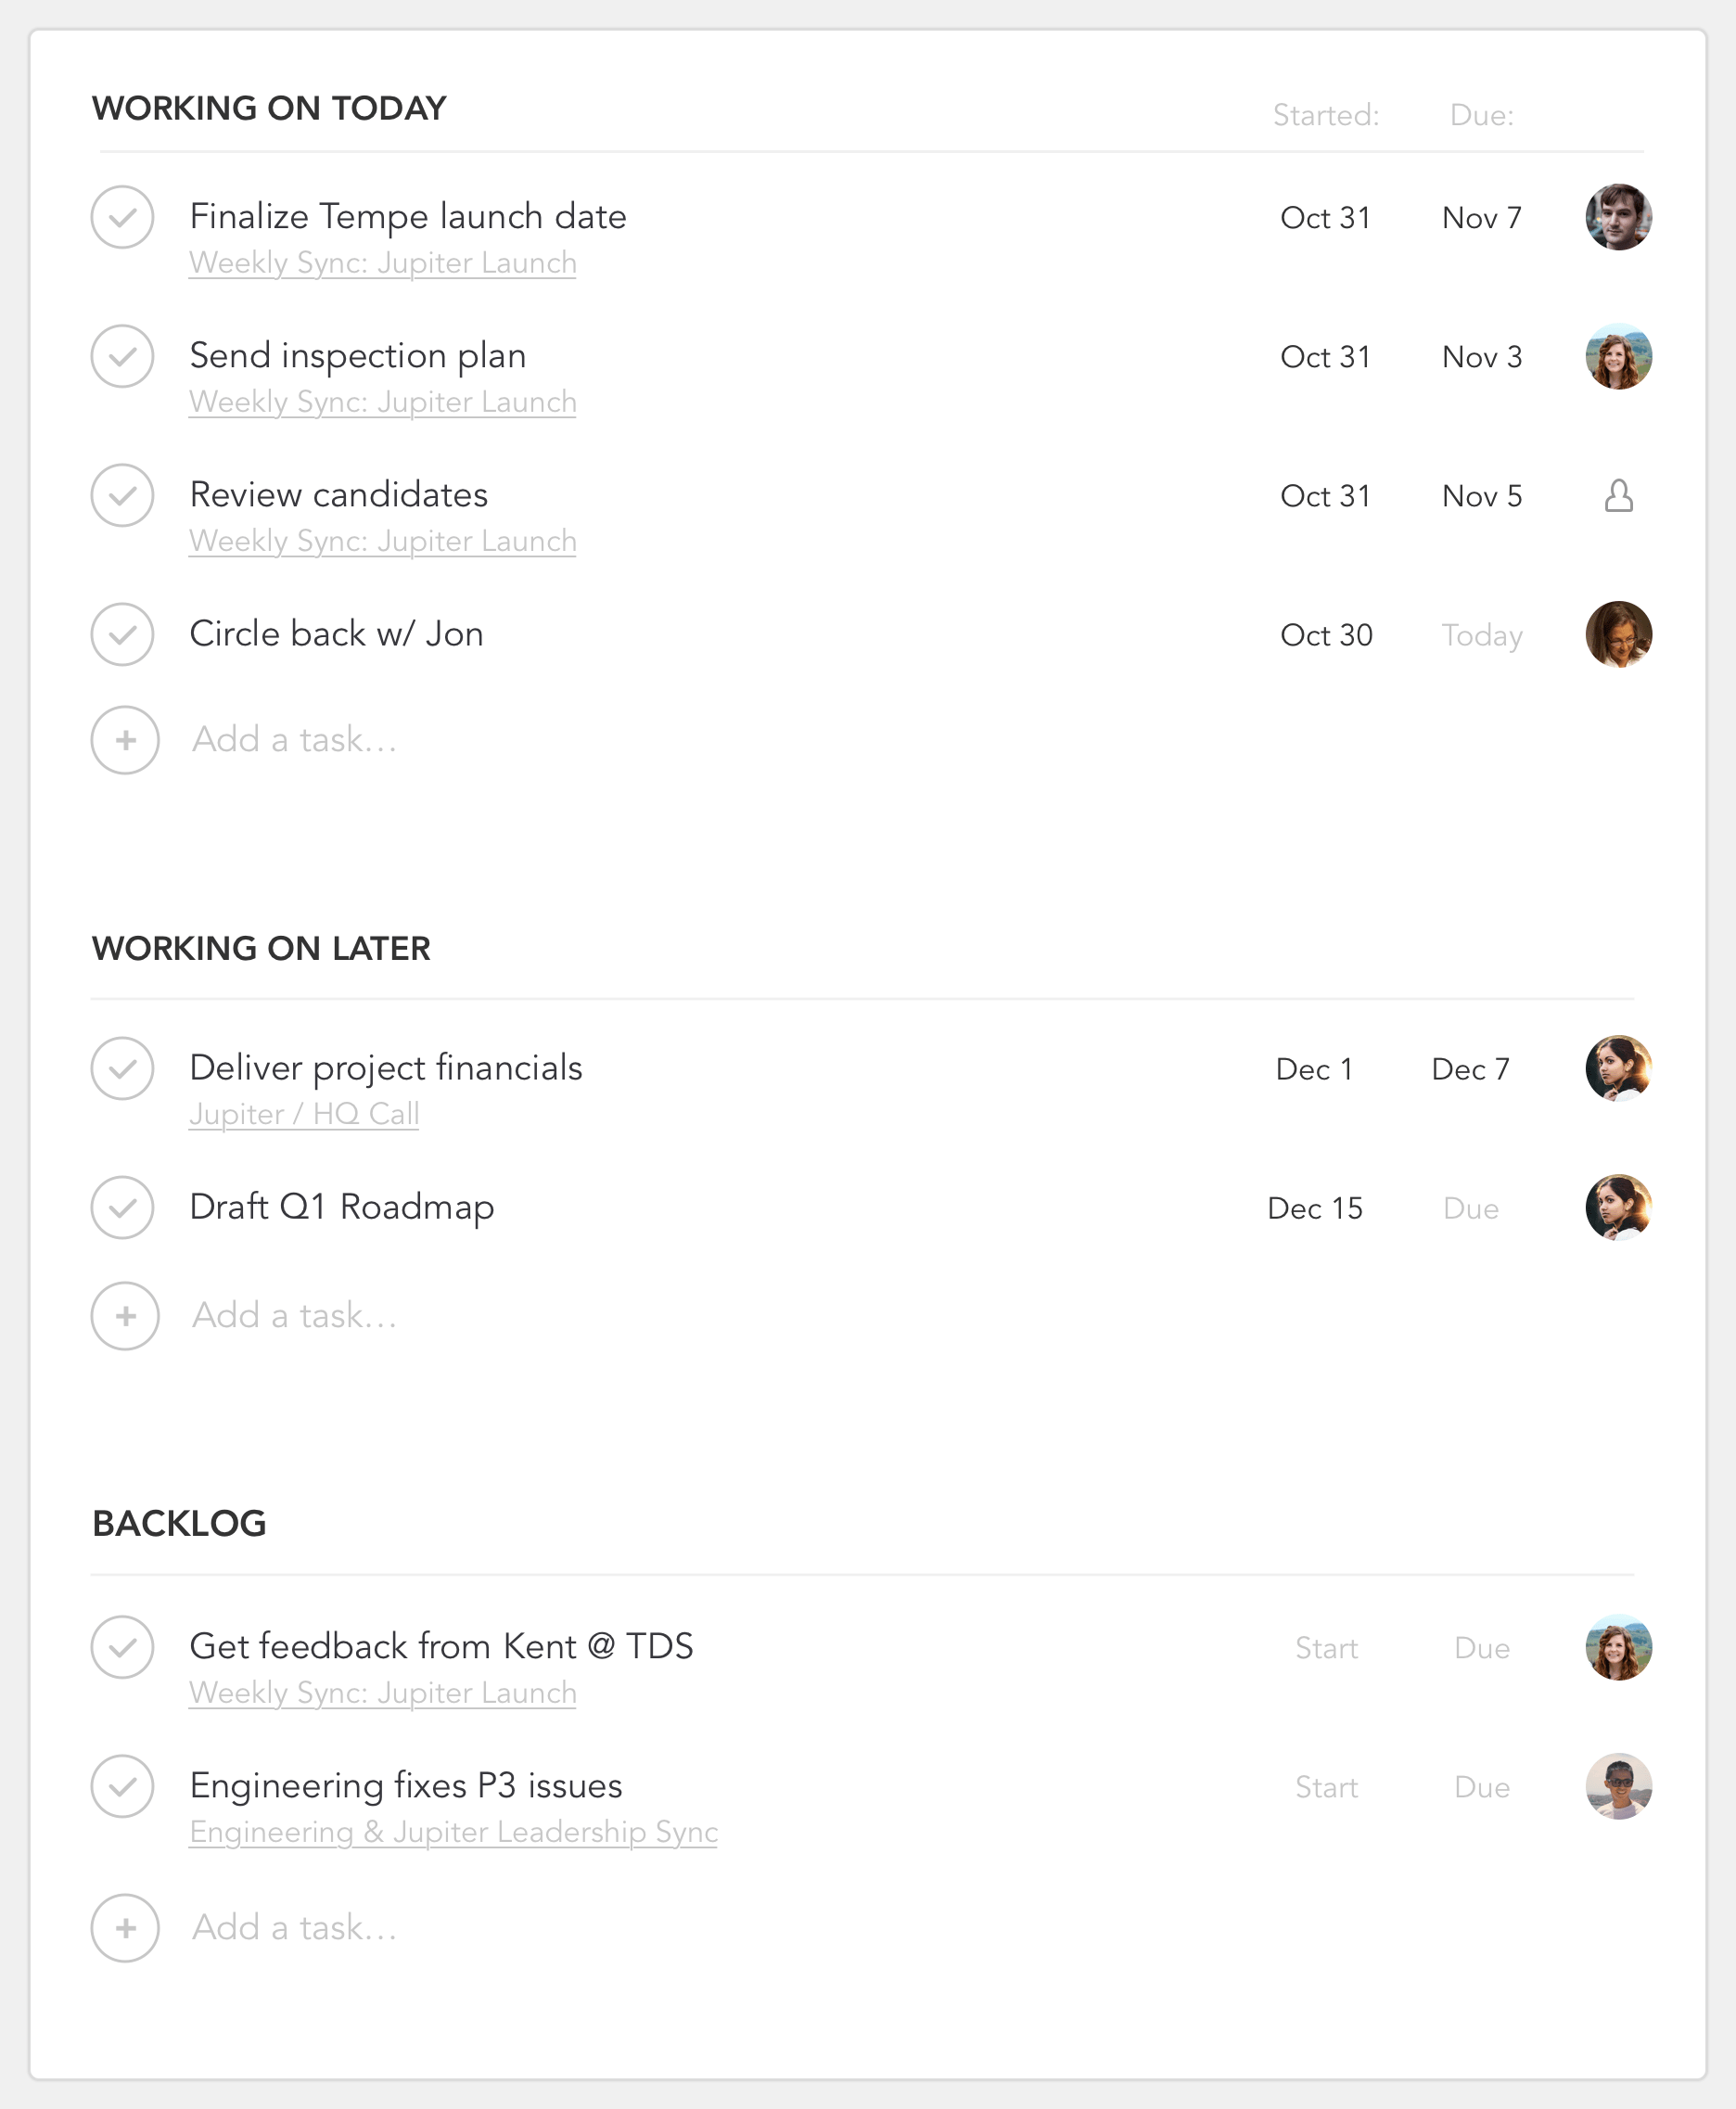 WORKING ON TODAY Started: Due:
Finalize Tempe launch date Oct 31 Nov 7
Weekly Sync: Jupiter Launch
Send inspection plan Oct 31 Nov 3
Weekly Sync: Jupiter Launch
Review candidates Oct 31 Nov 5
Weekly Sync: Jupiter Launch
Circle back w/ Jon Oct 30 Today
Add a task…
WORKING ON LATER
Deliver project financials Dec 1 Dec 7
Jupiter / HQ Call
Draft Q1 Roadmap Dec 15 Due
Add a task…
BACKLOG
Get feedback from Kent @ TDS Start Due
Weekly Sync: Jupiter Launch
Engineering fixes P3 issues Start Due
Engineering & Jupiter Leadership Sync
Add a task…